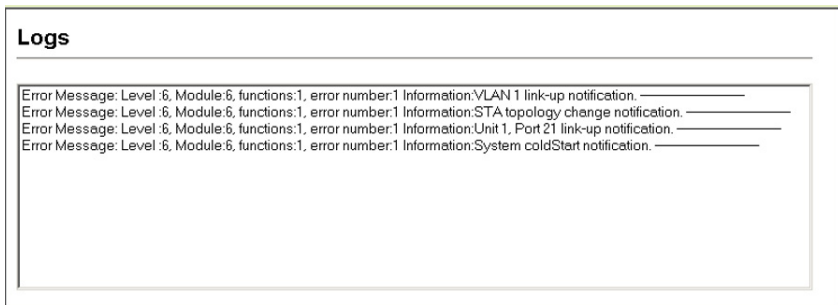 Logs
Error Message: Level :6, Module:6, functions:1, error number:1 Information:VLAN 1 link-up notification.
Error Message: Level :6, Module:6, functions:1, error number:1 Information:STA topology change notification.
Error Message: Level :6, Module:6, functions:1, error number:1 Information:Unit 1, Port 21 link-up notification.
Error Message: Level :6, Module:6, functions:1, error number:1 Information:System coldStart notification.